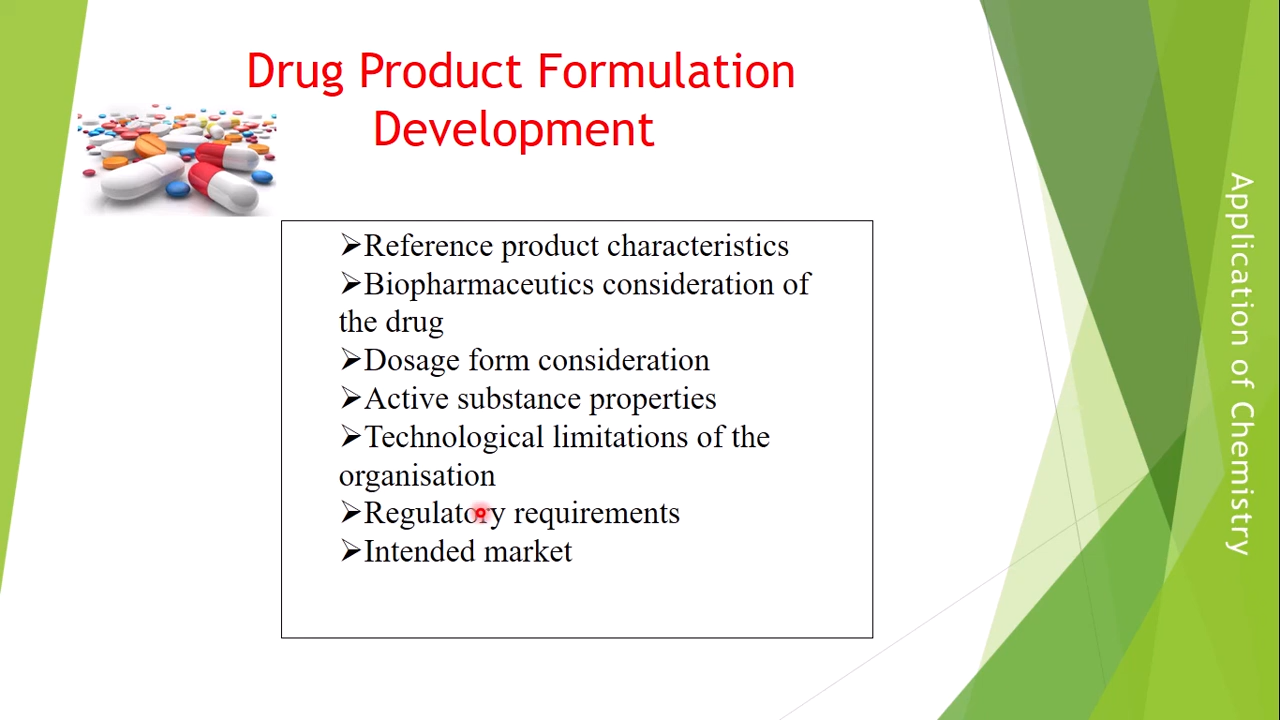 Drug Product Formulation
Development
➢Reference product characteristics
➢Biopharmaceutics consideration of
the drug
➢Dosage form consideration
➢Active substance properties
➢Technological limitations of the
organisation
➢Regulatory requirements
➢Intended market
Application of Chemistry